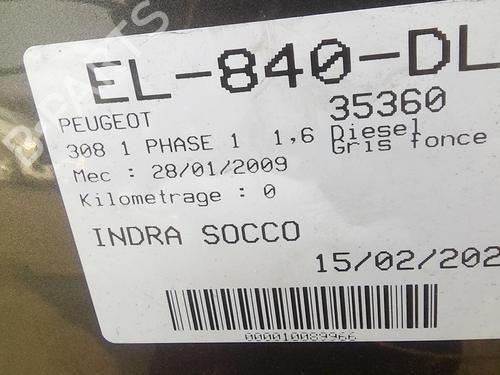 EL-840-DL
PEUGEOT 35360
308 1 PHASE 1 1,6 Diesel
Mec : 28/01/2009 Gris fonce
Kilometrage : 0
INDRA SOCCO
15/02/202
000010089966